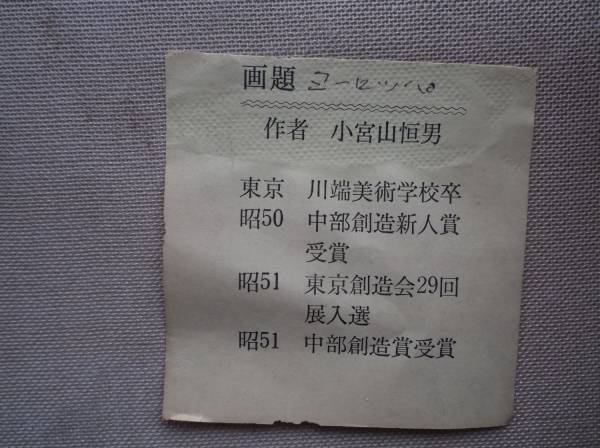 画題 ヨーロッパ
作者 小宮山恒男
東京 川端美術学校卒
昭50 中部創造新人賞
受賞
昭51 東京創造会29回
展入選
昭51 中部創造賞受賞